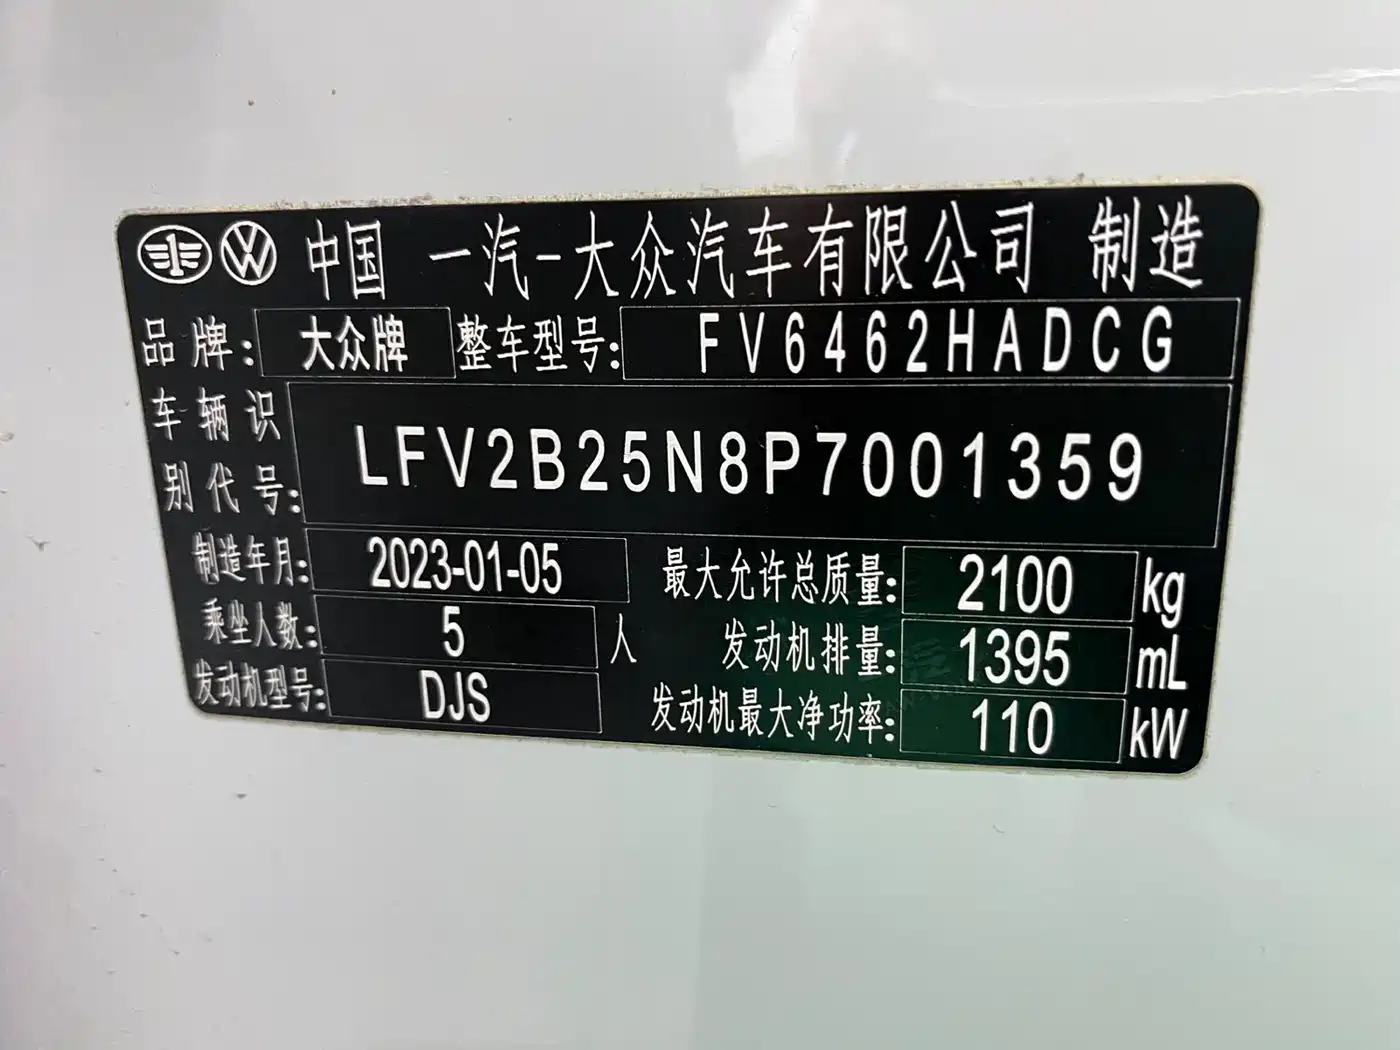 中国 一汽-大众汽车有限公司 制造
品牌: 大众牌 整车型号: FV6462HADCG
车辆识别代号: LFV2B25N8P7001359
制造年月: 2023-01-05 最大允许总质量: 2100 kg
乘坐人数: 5 人 发动机排量: 1395 mL
发动机型号: DJS 发动机最大净功率: 110 kW